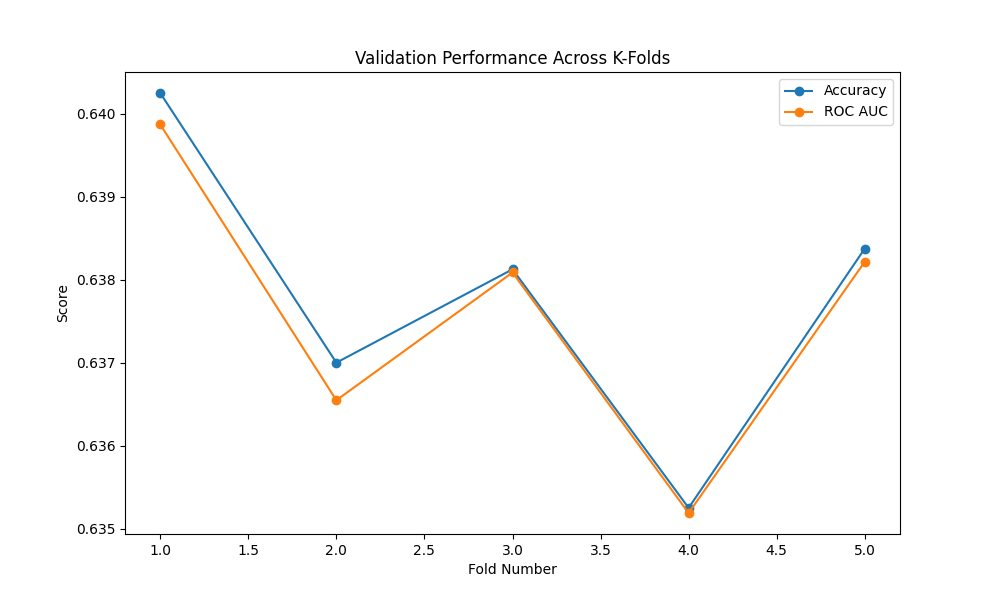 Validation Performance Across K-Folds
Accuracy
ROC AUC
0.640
0.639
0.638
0.637
0.636
0.635
Score
1.0 1.5 2.0 2.5 3.0 3.5 4.0 4.5 5.0
Fold Number